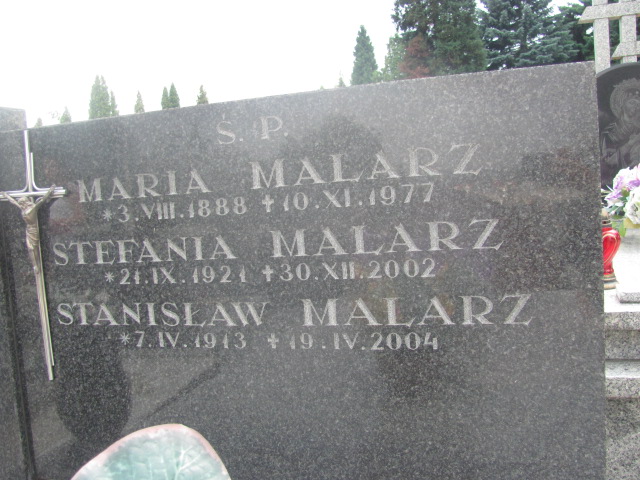 Ś. P.
MARIA MALARZ
*3.VIII.1888 ✝10.XI.1977
STEFANIA MALARZ
*21.IX.1921 ✝30.XII.2002
STANISŁAW MALARZ
*7.IV.1913 ✝19.IV.2004